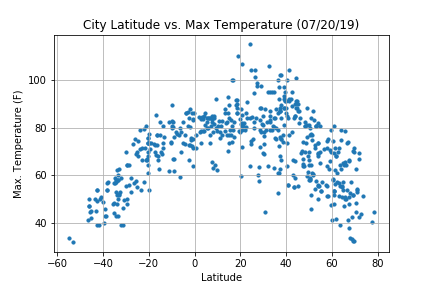 City Latitude vs. Max Temperature (07/20/19)
Max. Temperature (F)
100
80
60
40
−60 −40 −20 0 20 40 60 80
Latitude